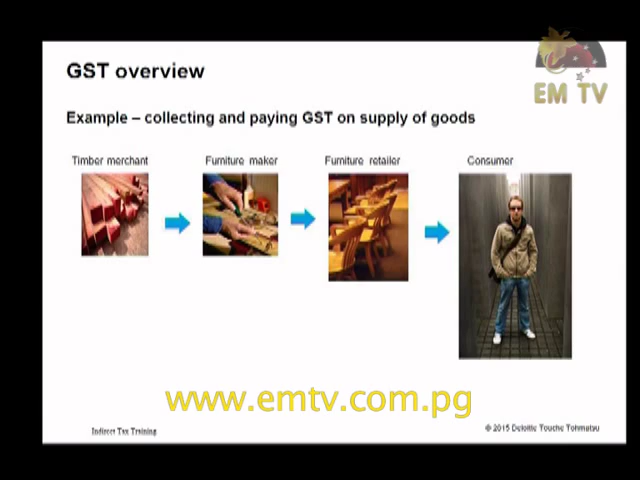 EM TV
GST overview
Example – collecting and paying GST on supply of goods
Timber merchant
Furniture maker
Furniture retailer
Consumer
www.emtv.com.pg
Indirect Tax Training
© 2015 Deloitte Touche Tohmatsu